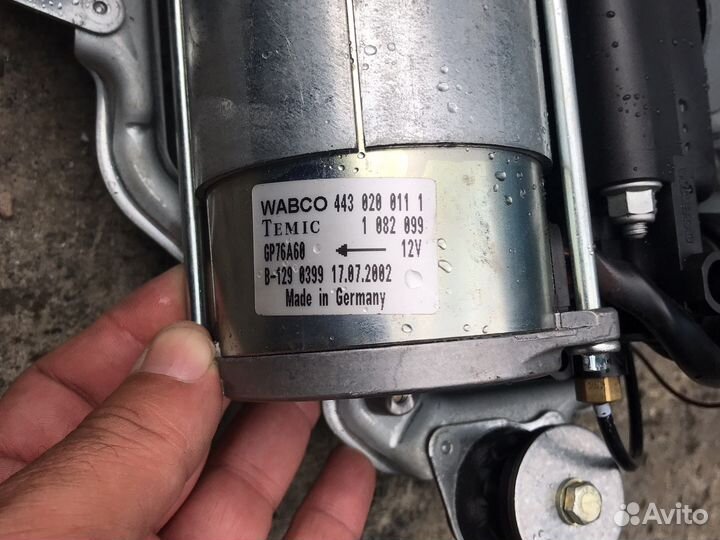 WABCO 443 020 011 1
TEMIC 1 082 099
GP76A60 ← 12V
B-129 0399 17.07.2002
Made in Germany
Avito